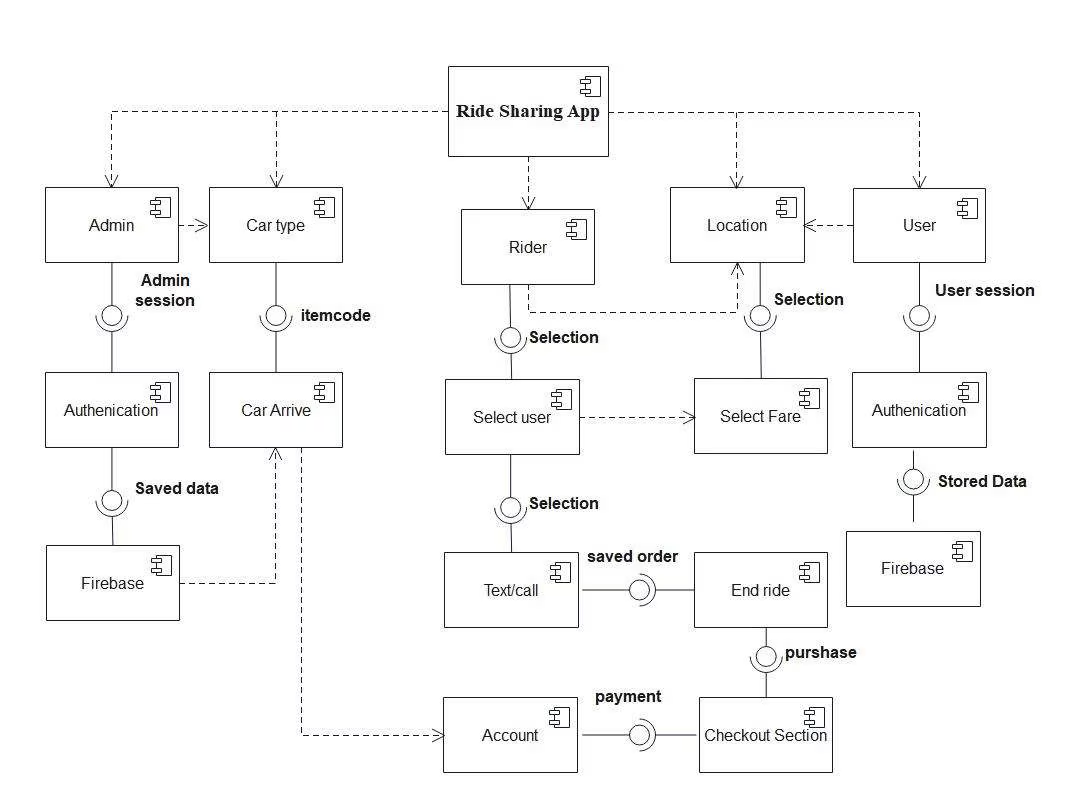 Ride Sharing App
Admin
Car type
Rider
Location
User
Admin
session
itemcode
Selection
Selection
User session
Authenication
Car Arrive
Select user
Select Fare
Authenication
Saved data
Selection
Stored Data
Firebase
Text/call
saved order
End ride
Firebase
purshase
payment
Account
Checkout Section